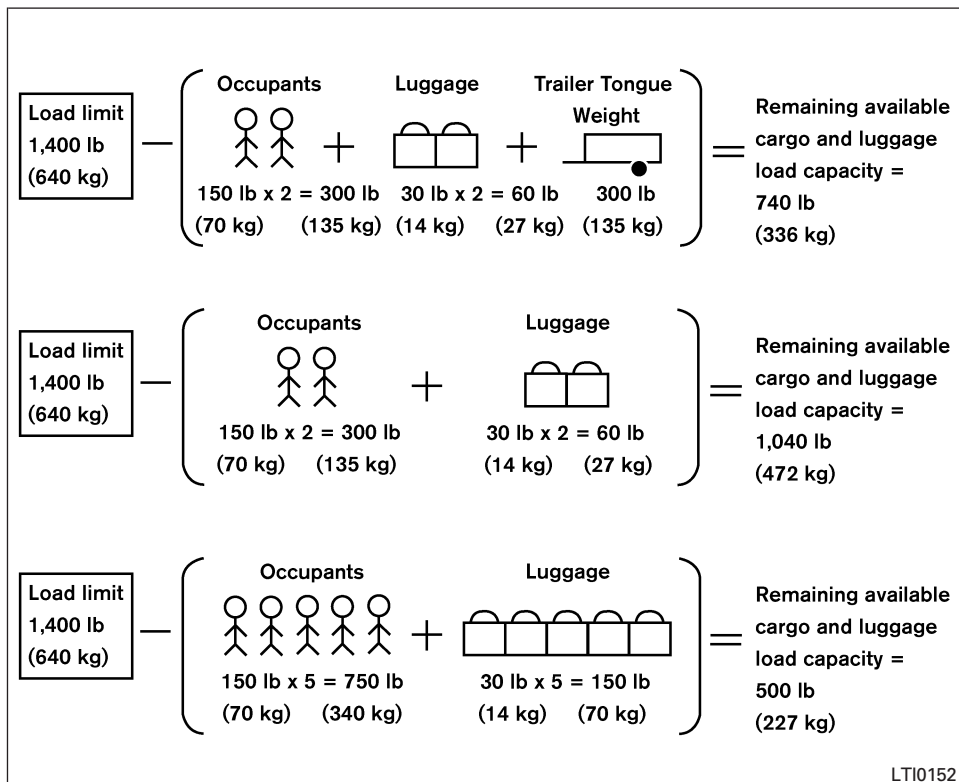 Load limit
1,400 lb
(640 kg)
Occupants
150 lb x 2 = 300 lb
(70 kg) (135 kg)
Luggage
30 lb x 2 = 60 lb
(14 kg) (27 kg)
Trailer Tongue
Weight
300 lb
(135 kg)
Remaining available
cargo and luggage
load capacity =
740 lb
(336 kg)
Load limit
1,400 lb
(640 kg)
Occupants
150 lb x 2 = 300 lb
(70 kg) (135 kg)
Luggage
30 lb x 2 = 60 lb
(14 kg) (27 kg)
Remaining available
cargo and luggage
load capacity =
1,040 lb
(472 kg)
Load limit
1,400 lb
(640 kg)
Occupants
150 lb x 5 = 750 lb
(70 kg) (340 kg)
Luggage
30 lb x 5 = 150 lb
(14 kg) (70 kg)
Remaining available
cargo and luggage
load capacity =
500 lb
(227 kg)
LTI0152